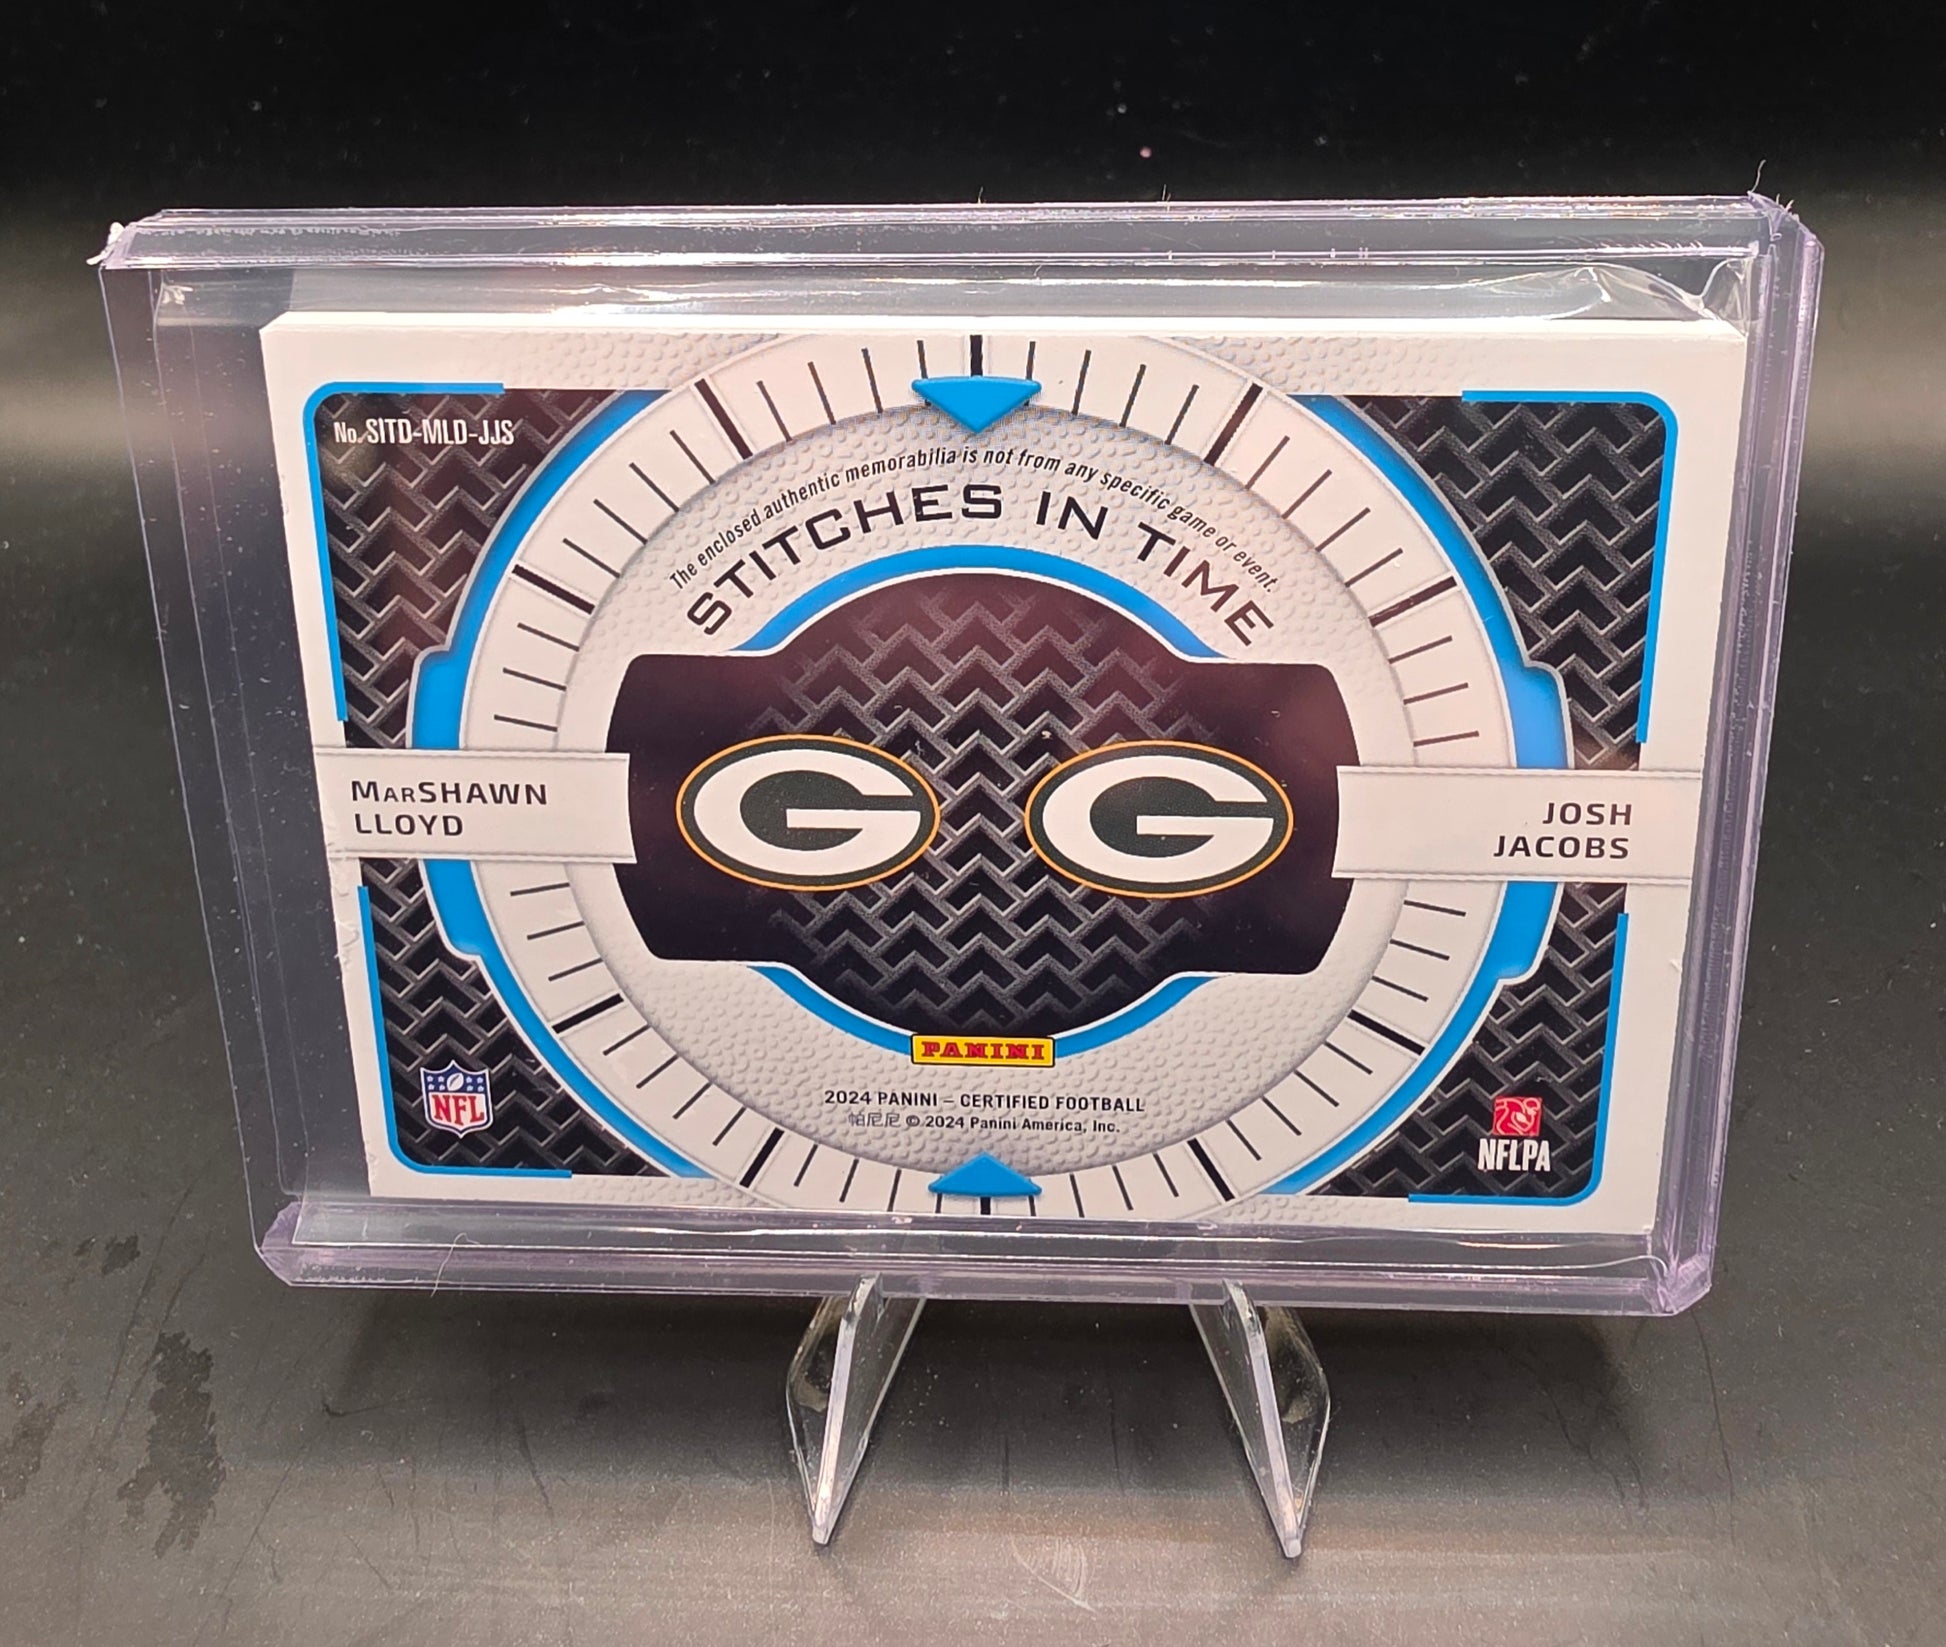 No. SITD-MLD-JJS
The enclosed authentic memorabilia is not from any specific game or event.
STITCHES IN TIME
MarSHAWN
LLOYD
G
G
JOSH
JACOBS
PANINI
2024 PANINI – CERTIFIED FOOTBALL
帕尼尼 © 2024 Panini America, Inc.
NFL
NFLPA